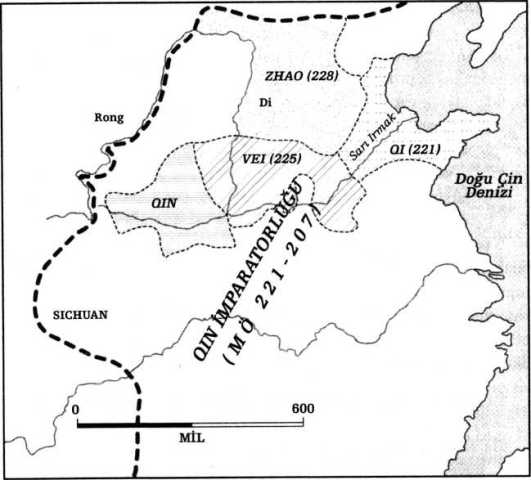 ZHAO (228)
Di
Rong
Sarı Irmak
VEI (225)
QI (221)
Doğu Çin
Denizi
QIN
QIN İMPARATORLUĞU
(MÖ 221-207)
SICHUAN
0 600
MİL